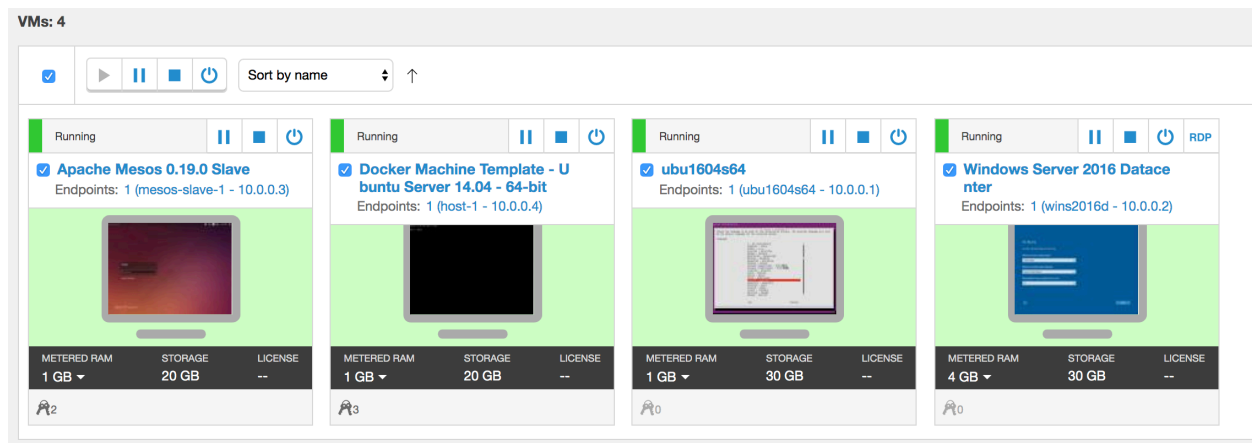 VMs: 4
Sort by name
Running
Apache Mesos 0.19.0 Slave
Endpoints: 1 (mesos-slave-1 - 10.0.0.3)
METERED RAM STORAGE LICENSE
1 GB 20 GB --
2
Running
Docker Machine Template - U
buntu Server 14.04 - 64-bit
Endpoints: 1 (host-1 - 10.0.0.4)
METERED RAM STORAGE LICENSE
1 GB 20 GB --
3
Running
ubu1604s64
Endpoints: 1 (ubu1604s64 - 10.0.0.1)
METERED RAM STORAGE LICENSE
1 GB 30 GB --
0
Running RDP
Windows Server 2016 Datace
nter
Endpoints: 1 (wins2016d - 10.0.0.2)
METERED RAM STORAGE LICENSE
4 GB 30 GB --
0